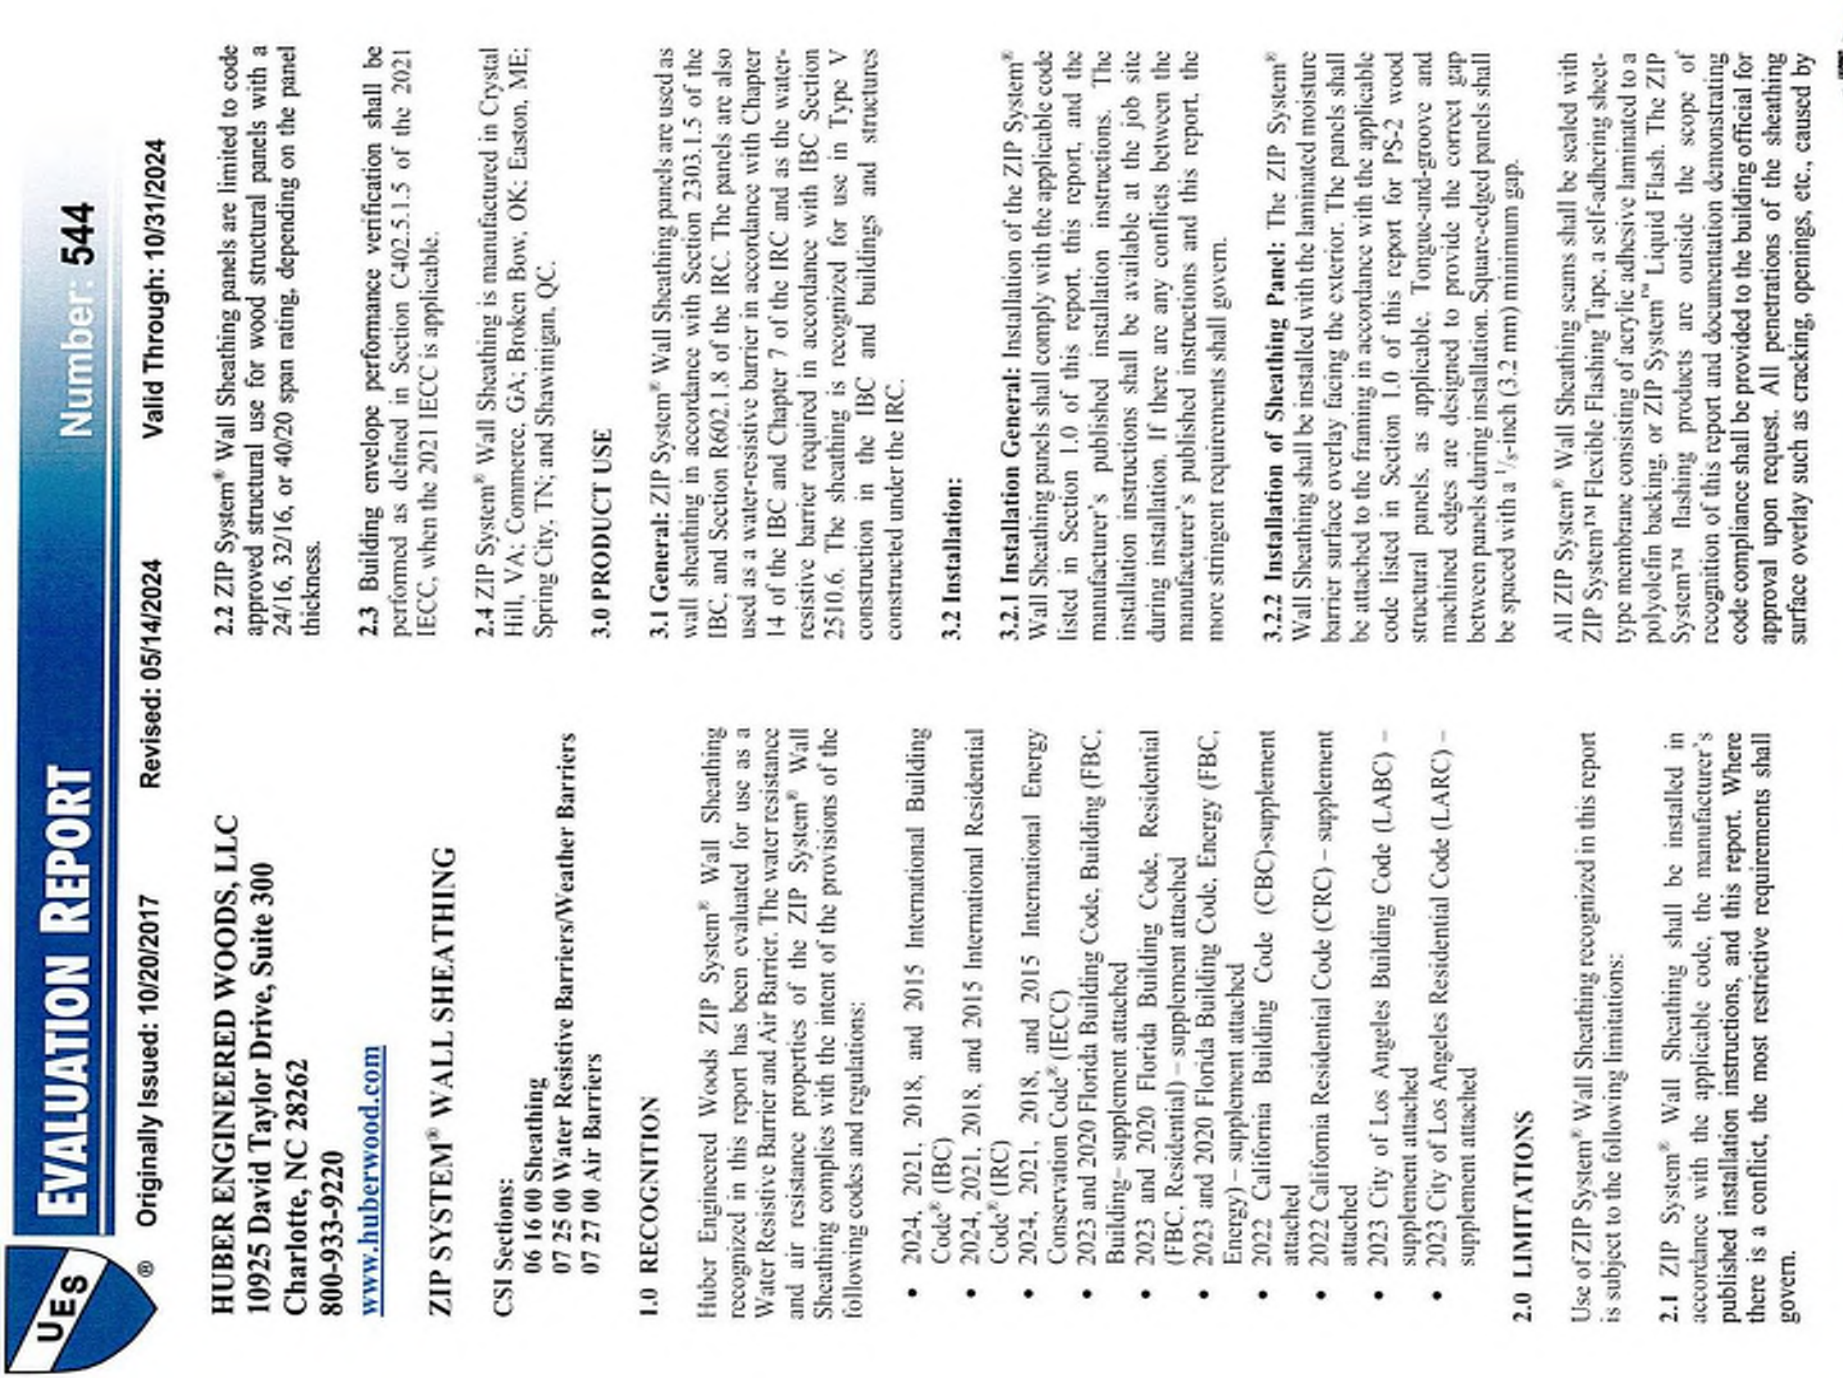 UES
®
EVALUATION REPORT
Number: 544
Originally Issued: 10/20/2017
Revised: 05/14/2024
Valid Through: 10/31/2024
HUBER ENGINEERED WOODS, LLC
10925 David Taylor Drive, Suite 300
Charlotte, NC 28262
800-933-9220
www.huberwood.com
ZIP SYSTEM® WALL SHEATHING
CSI Sections:
06 16 00 Sheathing
07 25 00 Water Resistive Barriers/Weather Barriers
07 27 00 Air Barriers
1.0 RECOGNITION
Huber Engineered Woods ZIP System® Wall Sheathing
recognized in this report has been evaluated for use as a
Water Resistive Barrier and Air Barrier. The water resistance
and air resistance properties of the ZIP System® Wall
Sheathing complies with the intent of the provisions of the
following codes and regulations:
• 2024, 2021, 2018, and 2015 International Building
Code® (IBC)
• 2024, 2021, 2018, and 2015 International Residential
Code® (IRC)
• 2024, 2021, 2018, and 2015 International Energy
Conservation Code® (IECC)
• 2023 and 2020 Florida Building Code, Building (FBC,
Building– supplement attached
• 2023 and 2020 Florida Building Code, Residential
(FBC, Residential) – supplement attached
• 2023 and 2020 Florida Building Code, Energy (FBC,
Energy) – supplement attached
• 2022 California Building Code (CBC)-supplement
attached
• 2022 California Residential Code (CRC) – supplement
attached
• 2023 City of Los Angeles Building Code (LABC) –
supplement attached
• 2023 City of Los Angeles Residential Code (LARC) –
supplement attached
2.0 LIMITATIONS
Use of ZIP System® Wall Sheathing recognized in this report
is subject to the following limitations:
2.1 ZIP System® Wall Sheathing shall be installed in
accordance with the applicable code, the manufacturer's
published installation instructions, and this report. Where
there is a conflict, the most restrictive requirements shall
govern.
2.2 ZIP System® Wall Sheathing panels are limited to code
approved structural use for wood structural panels with a
24/16, 32/16, or 40/20 span rating, depending on the panel
thickness.
2.3 Building envelope performance verification shall be
performed as defined in Section C402.5.1.5 of the 2021
IECC, when the 2021 IECC is applicable.
2.4 ZIP System® Wall Sheathing is manufactured in Crystal
Hill, VA; Commerce, GA; Broken Bow, OK; Easton, ME;
Spring City, TN; and Shawinigan, QC.
3.0 PRODUCT USE
3.1 General: ZIP System® Wall Sheathing panels are used as
wall sheathing in accordance with Section 2303.1.5 of the
IBC, and Section R602.1.8 of the IRC. The panels are also
used as a water-resistive barrier in accordance with Chapter
14 of the IBC and Chapter 7 of the IRC and as the water-
resistive barrier required in accordance with IBC Section
2510.6. The sheathing is recognized for use in Type V
construction in the IBC and buildings and structures
constructed under the IRC.
3.2 Installation:
3.2.1 Installation General: Installation of the ZIP System®
Wall Sheathing panels shall comply with the applicable code
listed in Section 1.0 of this report, this report, and the
manufacturer's published installation instructions. The
installation instructions shall be available at the job site
during installation. If there are any conflicts between the
manufacturer's published instructions and this report, the
more stringent requirements shall govern.
3.2.2 Installation of Sheathing Panel: The ZIP System®
Wall Sheathing shall be installed with the laminated moisture
barrier surface overlay facing the exterior. The panels shall
be attached to the framing in accordance with the applicable
code listed in Section 1.0 of this report for PS-2 wood
structural panels, as applicable. Tongue-and-groove and
machined edges are designed to provide the correct gap
between panels during installation. Square-edged panels shall
be spaced with a 1/8-inch (3.2 mm) minimum gap.
All ZIP System® Wall Sheathing seams shall be sealed with
ZIP System™ Flexible Flashing Tape, a self-adhering sheet-
type membrane consisting of acrylic adhesive laminated to a
polyolefin backing, or ZIP System™ Liquid Flash. The ZIP
System™ flashing products are outside the scope of
recognition of this report and documentation demonstrating
code compliance shall be provided to the building official for
approval upon request. All penetrations of the sheathing
surface overlay such as cracking, openings, etc., caused by